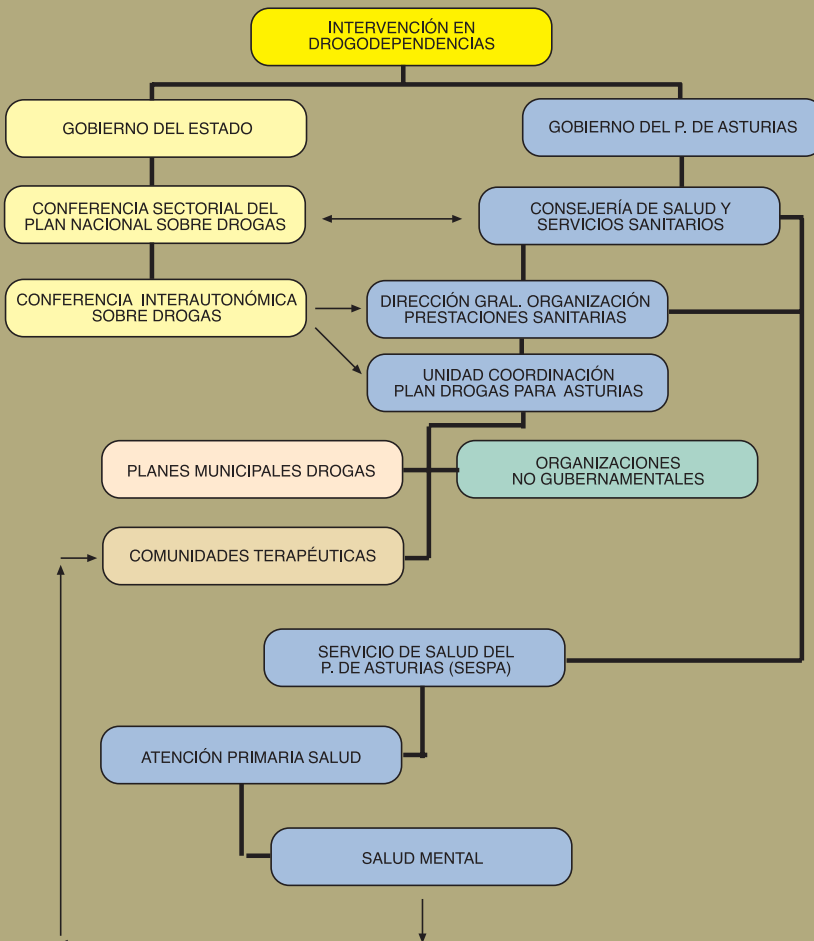 INTERVENCIÓN EN
DROGODEPENDENCIAS
GOBIERNO DEL ESTADO
GOBIERNO DEL P. DE ASTURIAS
CONFERENCIA SECTORIAL DEL
PLAN NACIONAL SOBRE DROGAS
CONSEJERÍA DE SALUD Y
SERVICIOS SANITARIOS
CONFERENCIA INTERAUTONÓMICA
SOBRE DROGAS
DIRECCIÓN GRAL. ORGANIZACIÓN
PRESTACIONES SANITARIAS
UNIDAD COORDINACIÓN
PLAN DROGAS PARA ASTURIAS
PLANES MUNICIPALES DROGAS
ORGANIZACIONES
NO GUBERNAMENTALES
COMUNIDADES TERAPÉUTICAS
SERVICIO DE SALUD DEL
P. DE ASTURIAS (SESPA)
ATENCIÓN PRIMARIA SALUD
SALUD MENTAL